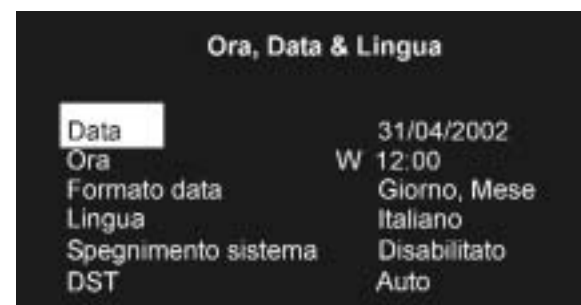 Ora, Data & Lingua
Data 31/04/2002
Ora W 12:00
Formato data Giorno, Mese
Lingua Italiano
Spegnimento sistema Disabilitato
DST Auto